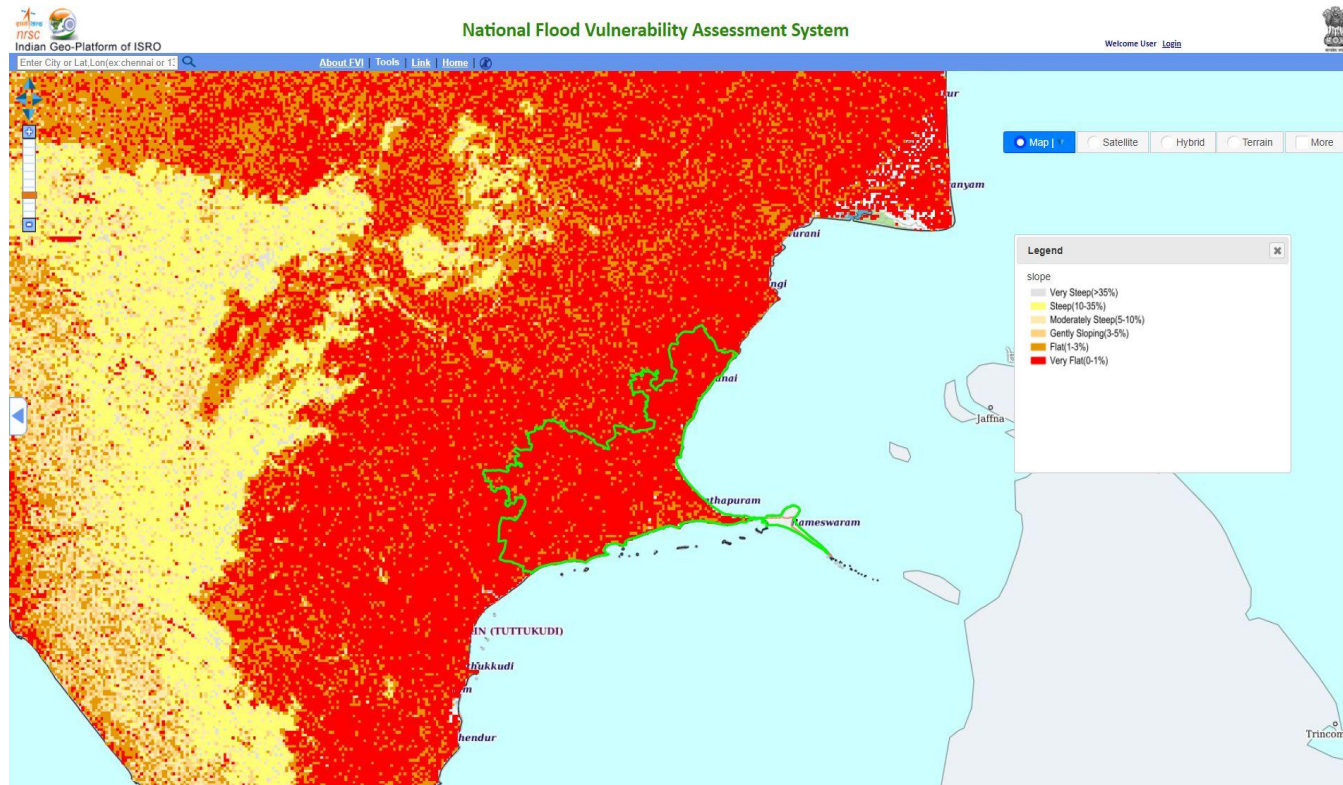 nrsc
Indian Geo-Platform of ISRO
National Flood Vulnerability Assessment System
Welcome User Login
Enter City or Lat,Lon(ex:chennai or 1
About FVI | Tools | Link | Home |
Map |
Satellite
Hybrid
Terrain
More
Legend
slope
Very Steep(>35%)
Steep(10-35%)
Moderately Steep(5-10%)
Gently Sloping(3-5%)
Flat(1-3%)
Very Flat(0-1%)
ur
anyam
urani
ngi
anai
Jaffna
thapuram
Rameswaram
IN (TUTTUKUDI)
thukkudi
m
hendur
Trincom